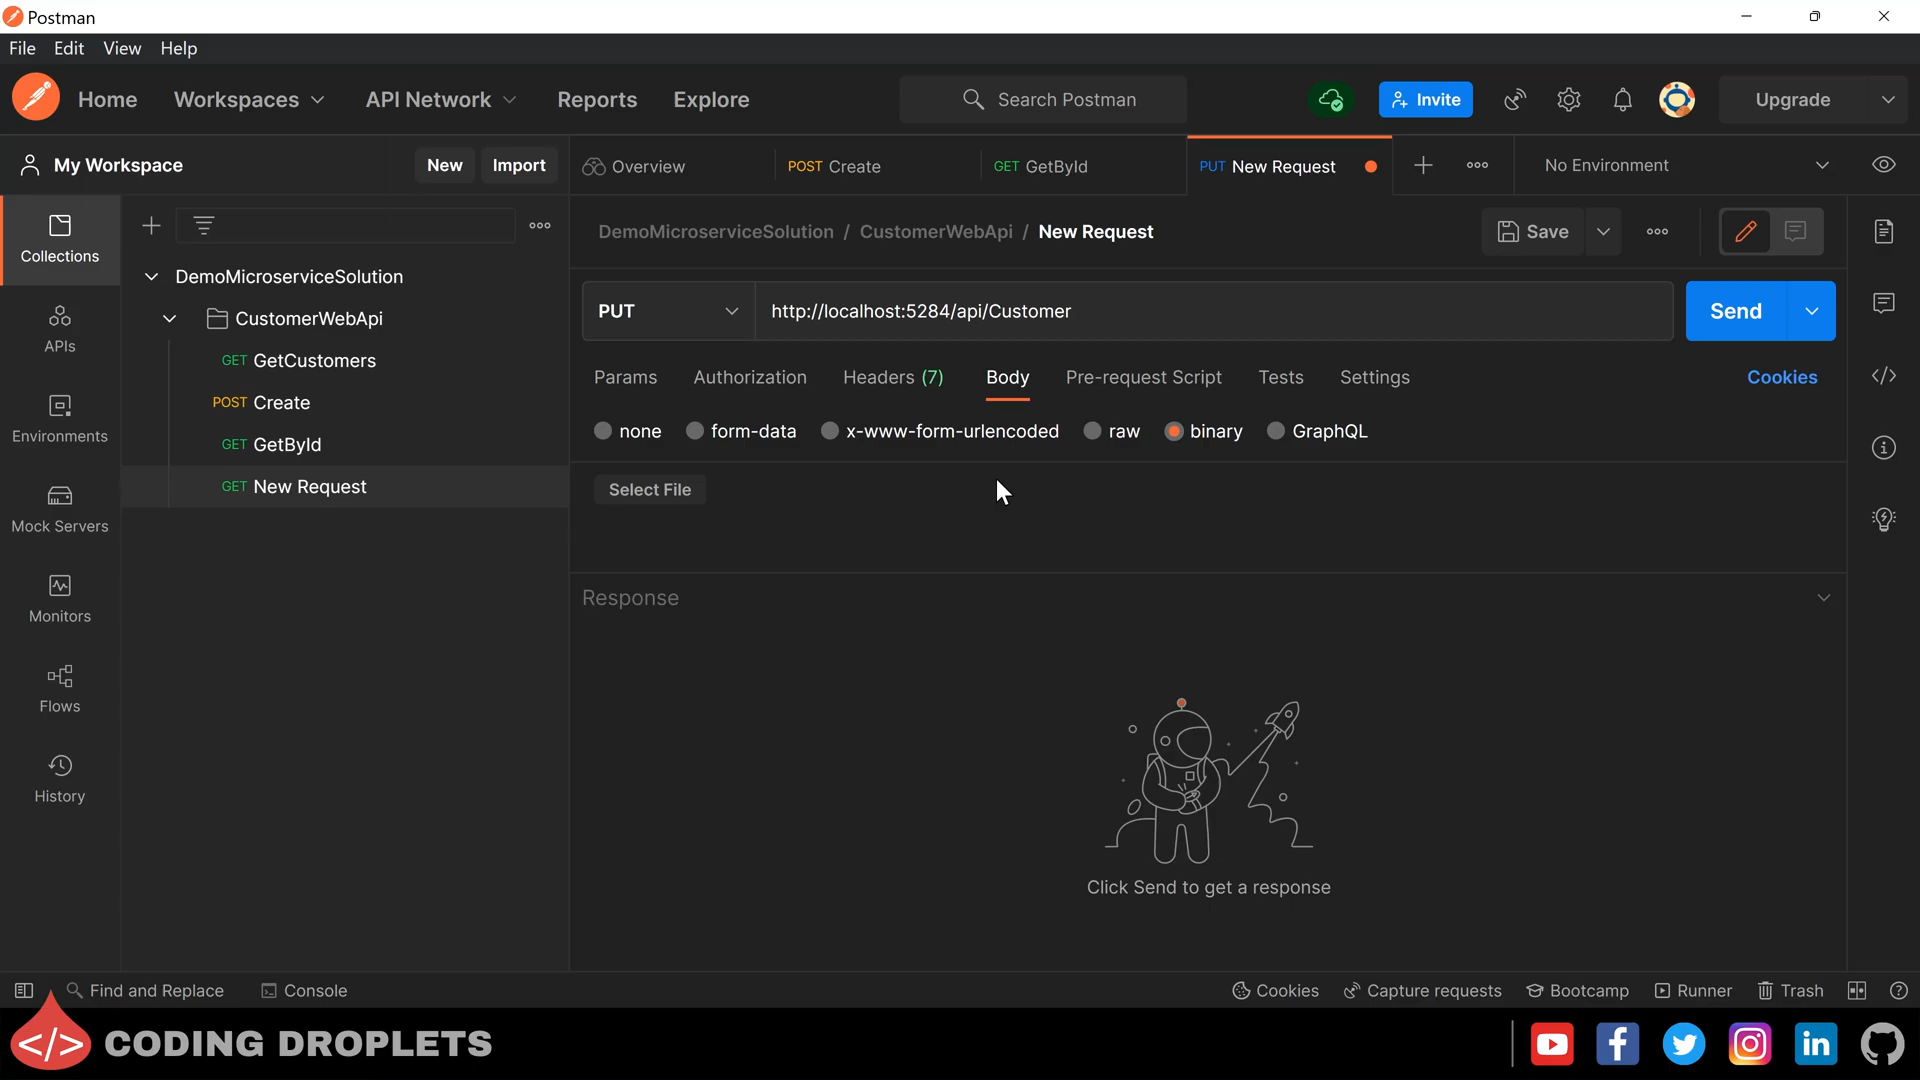 Postman
File Edit View Help
Home Workspaces API Network Reports Explore Search Postman Invite Upgrade
My Workspace New Import Overview POST Create GET GetById PUT New Request No Environment
Collections
DemoMicroserviceSolution / CustomerWebApi / New Request Save
DemoMicroserviceSolution
CustomerWebApi
GET GetCustomers
POST Create
GET GetById
GET New Request
APIs
Environments
Mock Servers
Monitors
Flows
History
PUT http://localhost:5284/api/Customer Send
Params Authorization Headers (7) Body Pre-request Script Tests Settings Cookies
none form-data x-www-form-urlencoded raw binary GraphQL
Select File
Response
Click Send to get a response
Find and Replace Console Cookies Capture requests Bootcamp Runner Trash
</> CODING DROPLETS